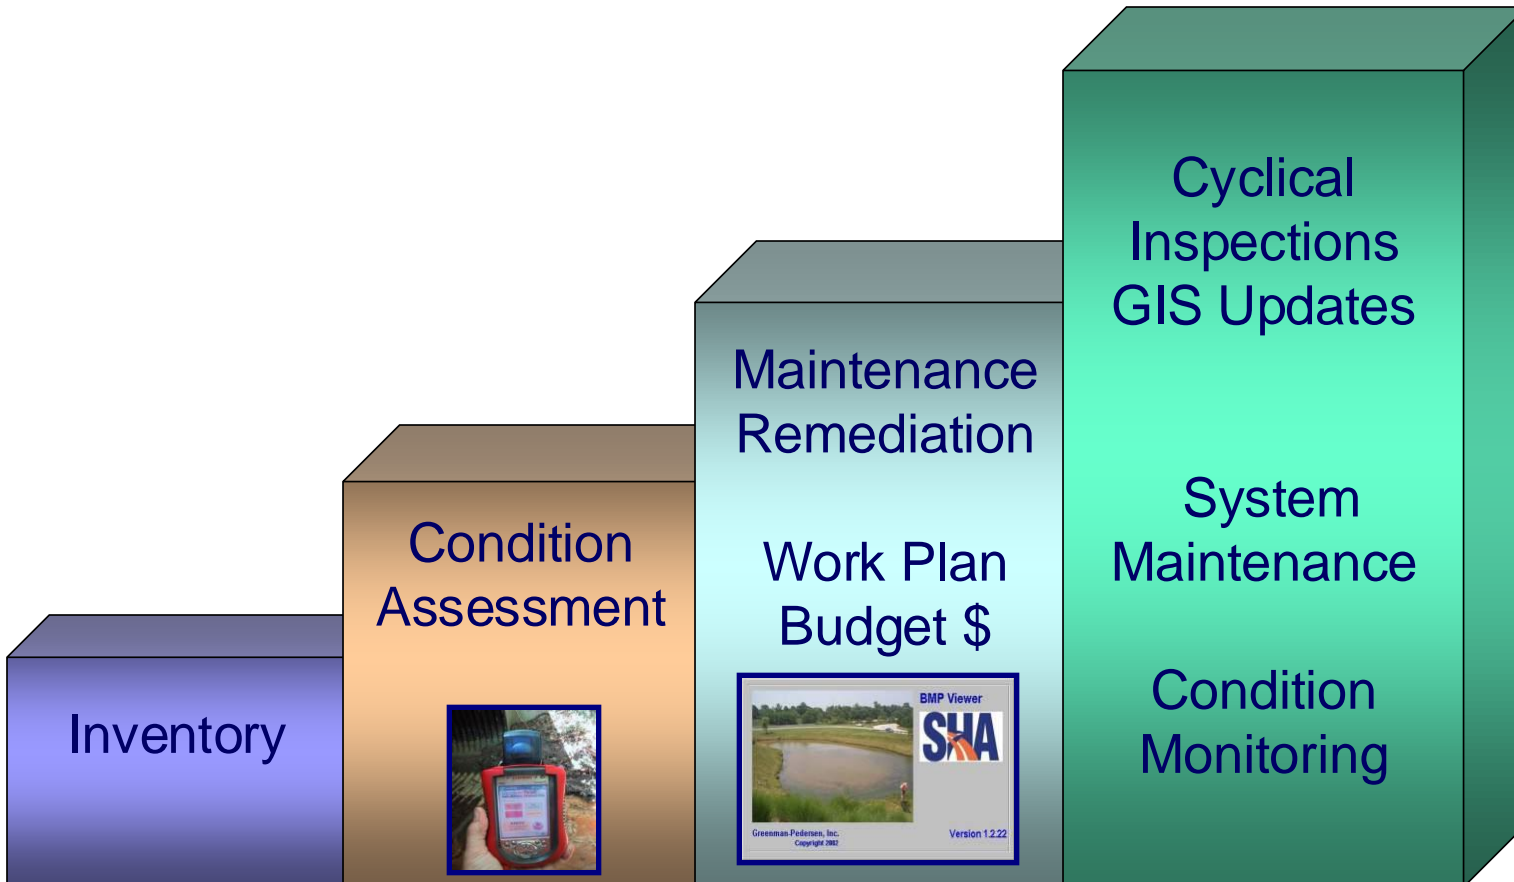 Inventory
Condition
Assessment
Maintenance
Remediation
Work Plan
Budget $
BMP Viewer
SHA
Greenman-Pedersen, Inc.
Copyright 2002
Version 1.2.22
Cyclical
Inspections
GIS Updates
System
Maintenance
Condition
Monitoring